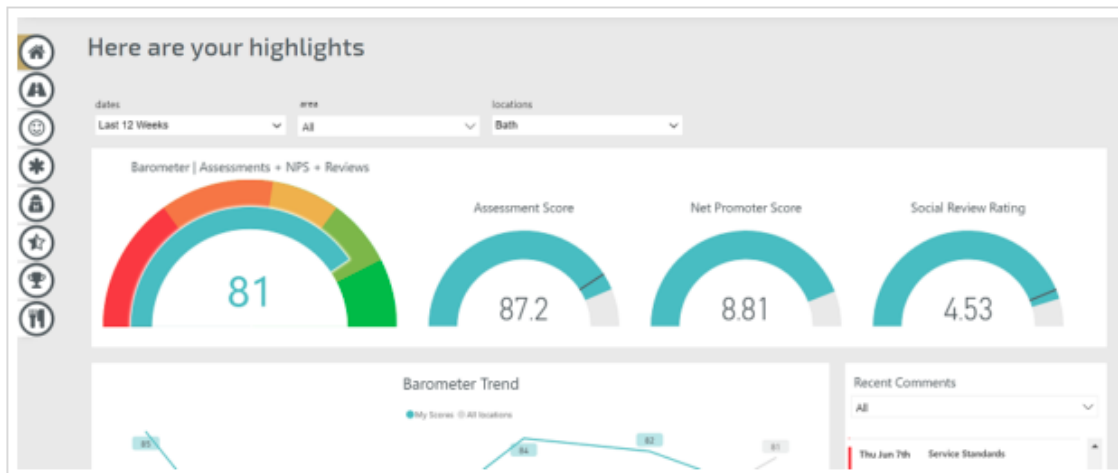 Here are your highlights
dates
Last 12 Weeks
area
All
locations
Bath
Barometer | Assessments + NPS + Reviews
81
Assessment Score
87.2
Net Promoter Score
8.81
Social Review Rating
4.53
Barometer Trend
My Scores All locations
85
84
82
81
Recent Comments
All
Thu Jun 7th Service Standards